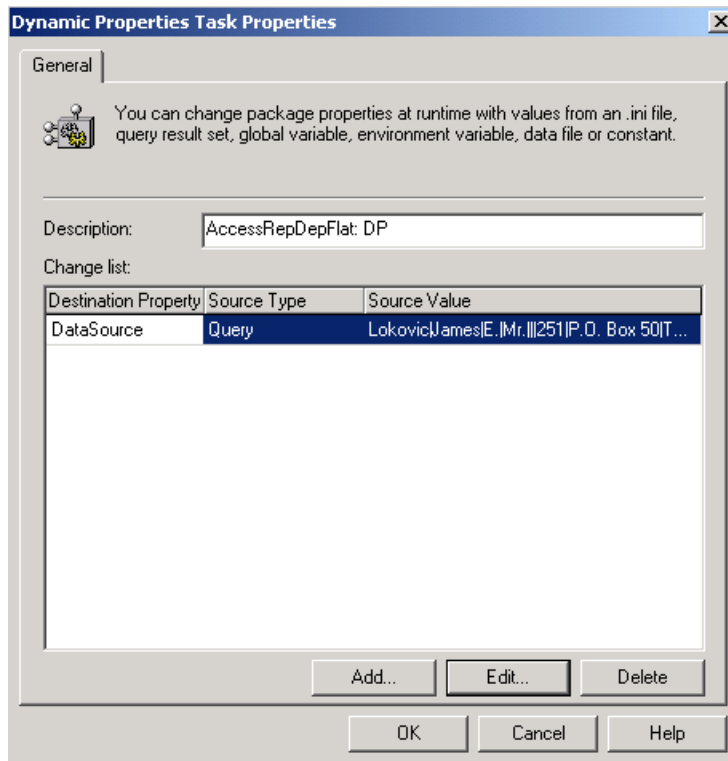 Dynamic Properties Task Properties
General
You can change package properties at runtime with values from an .ini file,
query result set, global variable, environment variable, data file or constant.
Description: AccessRepDepFlat: DP
Change list:
Destination Property Source Type Source Value
DataSource Query Lokovic|James|E.|Mr.|||251|P.O. Box 50|T...
Add... Edit... Delete
OK Cancel Help